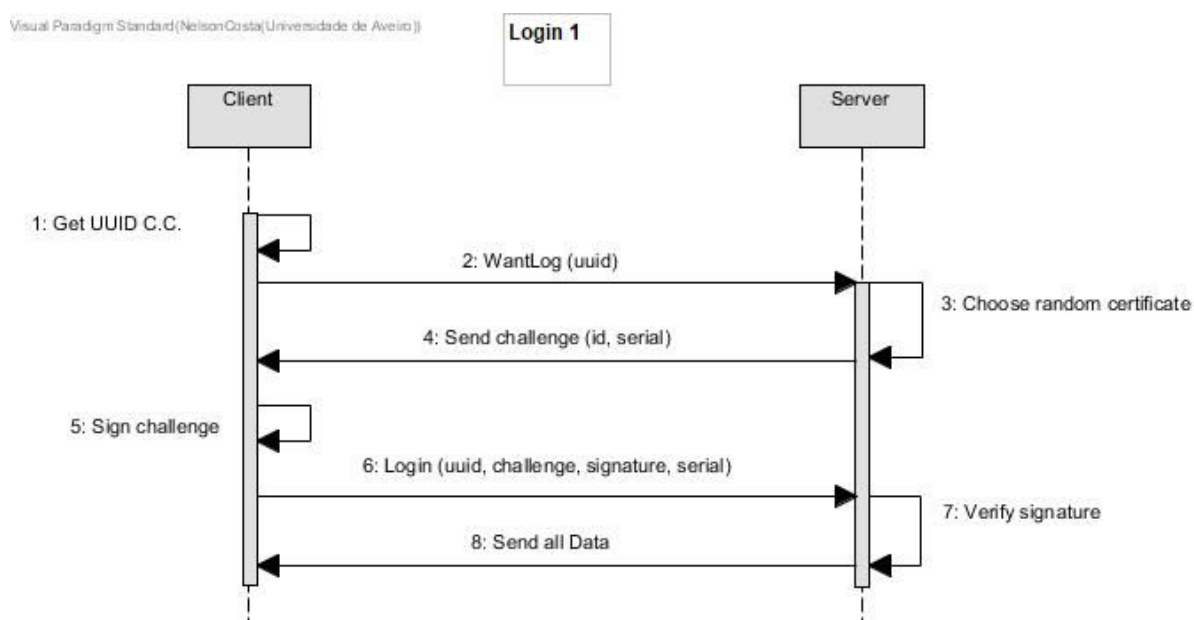 Visual Paradigm Standard(NelsonCosta(Universidade de Aveiro))
Login 1
Client
Server
1: Get UUID C.C.
2: WantLog (uuid)
3: Choose random certificate
4: Send challenge (id, serial)
5: Sign challenge
6: Login (uuid, challenge, signature, serial)
7: Verify signature
8: Send all Data